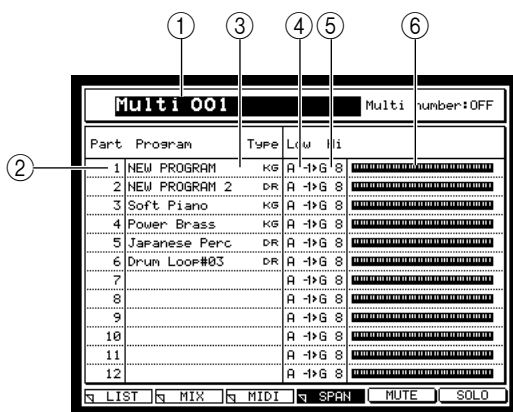 ① ③ ④ ⑤ ⑥
Multi 001 Multi number:OFF
Part Program Type Low Hi
② 1 NEW PROGRAM KG A -1>G 8
2 NEW PROGRAM 2 DR A -1>G 8
3 Soft Piano KG A -1>G 8
4 Power Brass KG A -1>G 8
5 Japanese Perc DR A -1>G 8
6 Drum Loop#03 DR A -1>G 8
7 A -1>G 8
8 A -1>G 8
9 A -1>G 8
10 A -1>G 8
11 A -1>G 8
12 A -1>G 8
LIST MIX MIDI SPAN MUTE SOLO